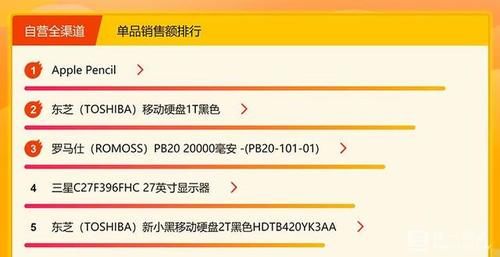 自营全渠道 单品销售额排行
1 Apple Pencil
2 东芝（TOSHIBA）移动硬盘1T黑色
3 罗马仕（ROMOSS）PB20 20000毫安 -(PB20-101-01)
4 三星C27F396FHC 27英寸显示器
5 东芝（TOSHIBA）新小黑移动硬盘2T黑色HDTB420YK3AA